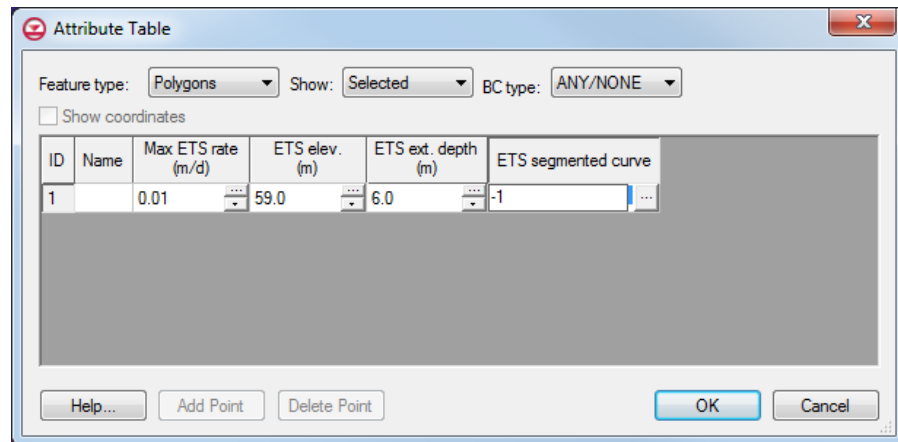 Attribute Table
Feature type: Polygons Show: Selected BC type: ANY/NONE
Show coordinates
ID Name Max ETS rate (m/d) ETS elev. (m) ETS ext. depth (m) ETS segmented curve
1 0.01 59.0 6.0 -1
Help... Add Point Delete Point OK Cancel